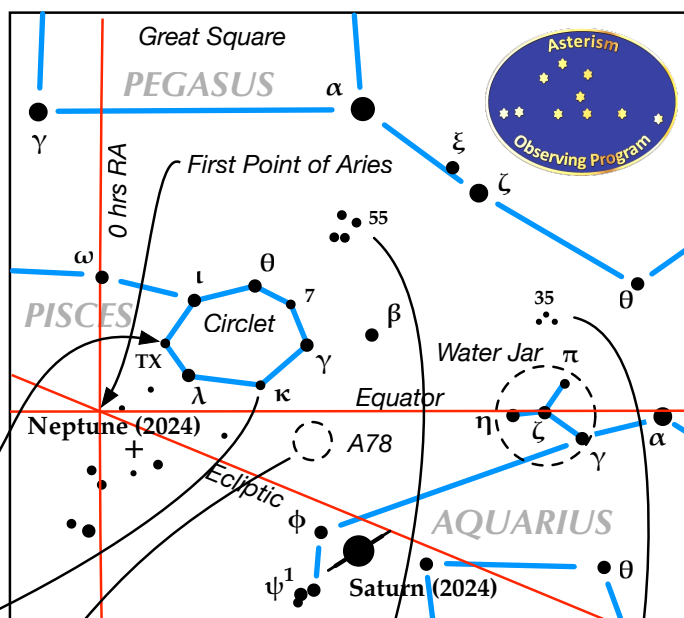 Great Square
Asterism
PEGASUS
α
γ
ξ
0 hrs RA
First Point of Aries
ζ
Observing Program
55
ω
ι
θ
7
θ
PISCES
Circlet
β
35
TX
γ
Water Jar
π
λ
κ
Equator
Neptune (2024)
A78
η
ζ
γ
α
Ecliptic
φ
AQUARIUS
ψ1
Saturn (2024)
θ